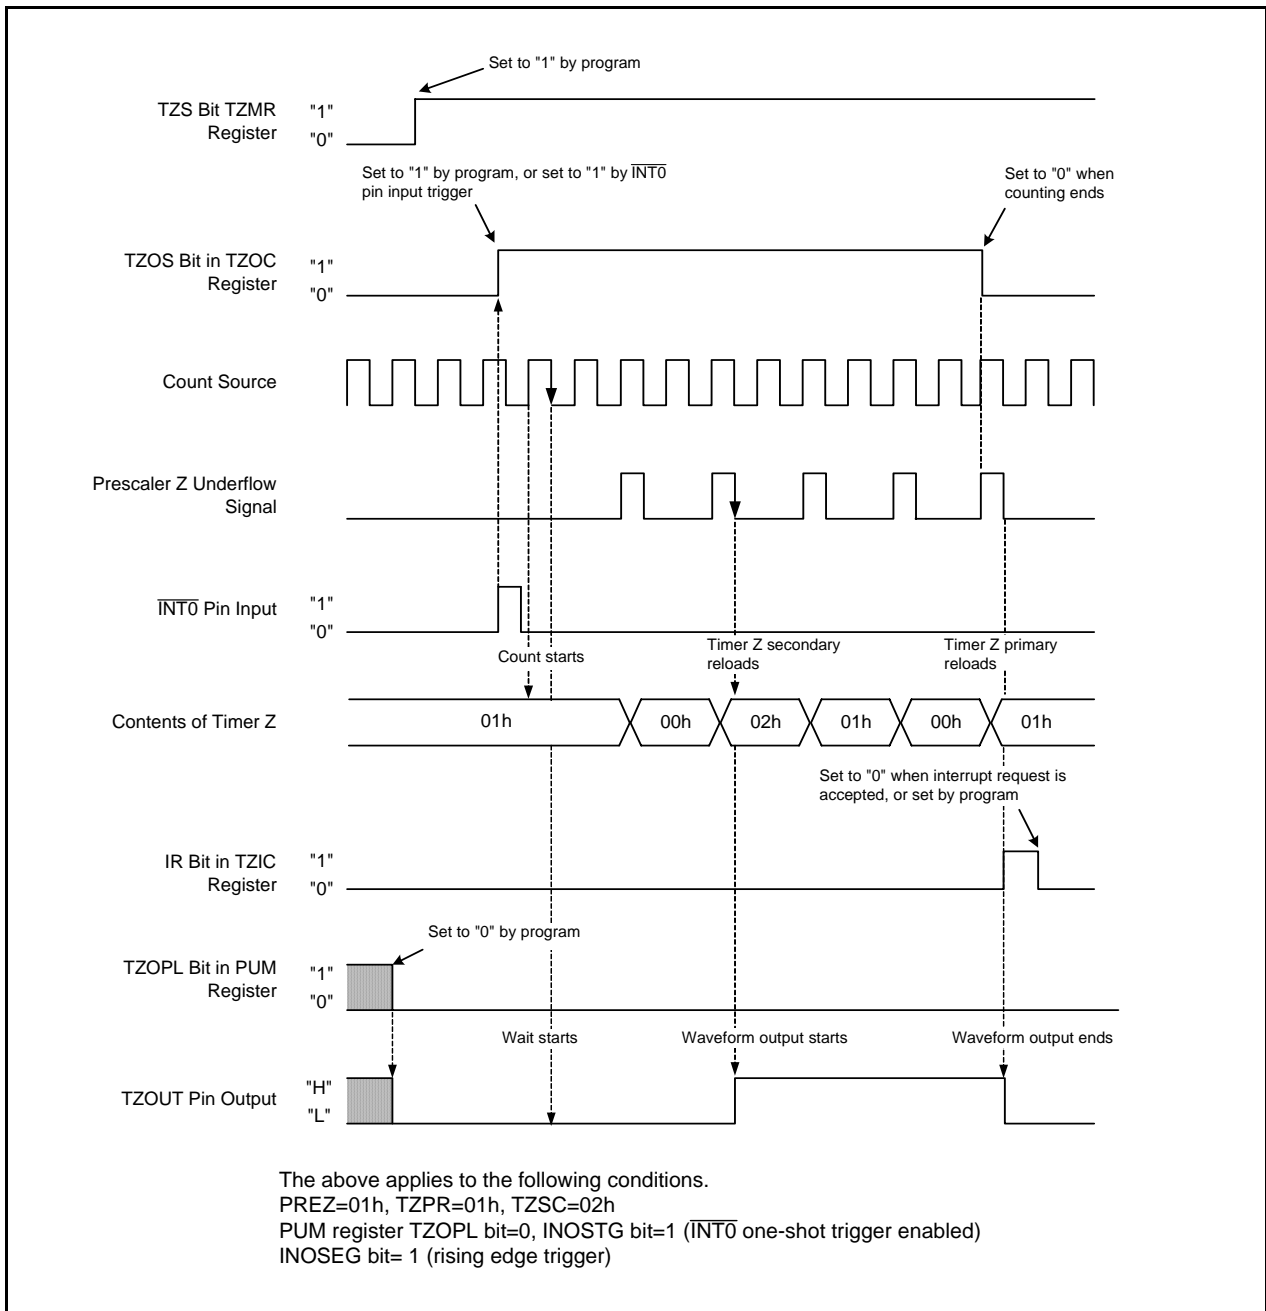 Set to "1" by program
TZS Bit TZMR
Register
"1"
"0"
Set to "1" by program, or set to "1" by INT0
pin input trigger
Set to "0" when
counting ends
TZOS Bit in TZOC
Register
"1"
"0"
Count Source
Prescaler Z Underflow
Signal
INT0 Pin Input
"1"
"0"
Count starts
Timer Z secondary
reloads
Timer Z primary
reloads
Contents of Timer Z
01h
00h
02h
01h
00h
01h
Set to "0" when interrupt request is
accepted, or set by program
IR Bit in TZIC
Register
"1"
"0"
Set to "0" by program
TZOPL Bit in PUM
Register
"1"
"0"
Wait starts
Waveform output starts
Waveform output ends
TZOUT Pin Output
"H"
"L"
The above applies to the following conditions.
PREZ=01h, TZPR=01h, TZSC=02h
PUM register TZOPL bit=0, INOSTG bit=1 (INT0 one-shot trigger enabled)
INOSEG bit= 1 (rising edge trigger)